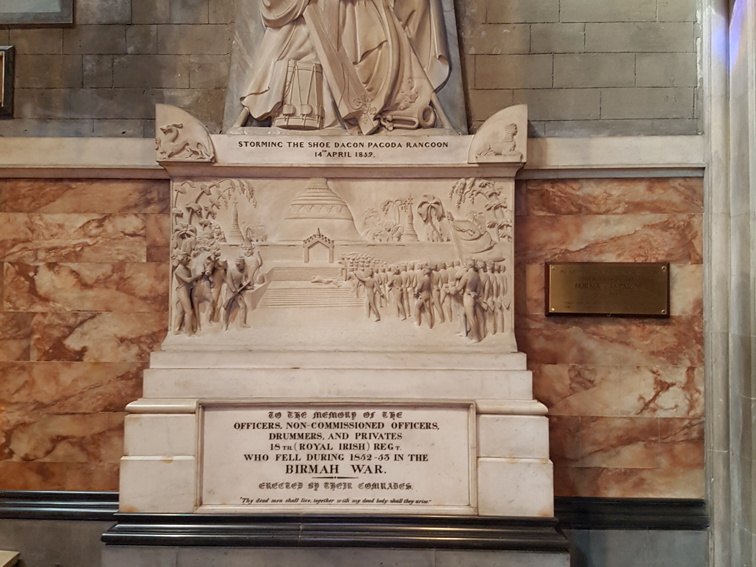 STORMING THE SHOE DAGON PAGODA RANGOON
14TH APRIL 1852.
TO THE MEMORY OF THE
OFFICERS, NON-COMMISSIONED OFFICERS,
DRUMMERS, AND PRIVATES
18TH (ROYAL IRISH) REGT.
WHO FELL DURING 1852-53 IN THE
BIRMAH WAR.
ERECTED BY THEIR COMRADES.
"Thy dead men shall live, together with my dead body shall they arise."